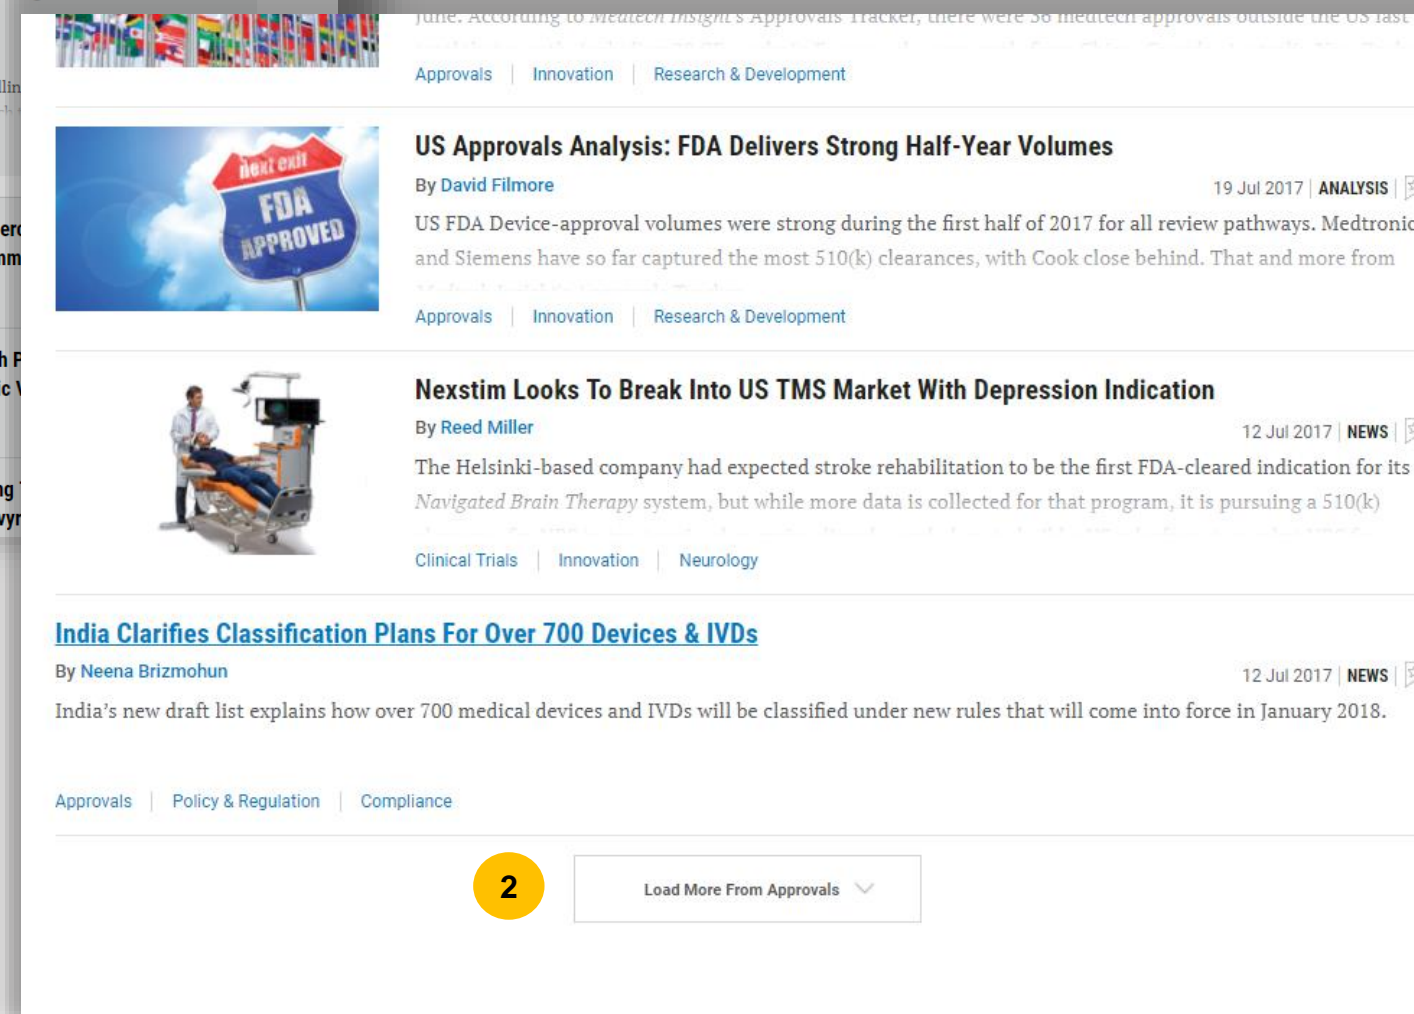 June. According to Medtech Insight's Approvals Tracker, there were 36 medtech approvals outside the US last
Approvals | Innovation | Research & Development
next exit
FDA
APPROVED
US Approvals Analysis: FDA Delivers Strong Half-Year Volumes
By David Filmore
19 Jul 2017 | ANALYSIS |
US FDA Device-approval volumes were strong during the first half of 2017 for all review pathways. Medtronic
and Siemens have so far captured the most 510(k) clearances, with Cook close behind. That and more from
Approvals | Innovation | Research & Development
Nexstim Looks To Break Into US TMS Market With Depression Indication
By Reed Miller
12 Jul 2017 | NEWS |
The Helsinki-based company had expected stroke rehabilitation to be the first FDA-cleared indication for its
Navigated Brain Therapy system, but while more data is collected for that program, it is pursuing a 510(k)
Clinical Trials | Innovation | Neurology
India Clarifies Classification Plans For Over 700 Devices & IVDs
By Neena Brizmohun
12 Jul 2017 | NEWS |
India's new draft list explains how over 700 medical devices and IVDs will be classified under new rules that will come into force in January 2018.
Approvals | Policy & Regulation | Compliance
2
Load More From Approvals